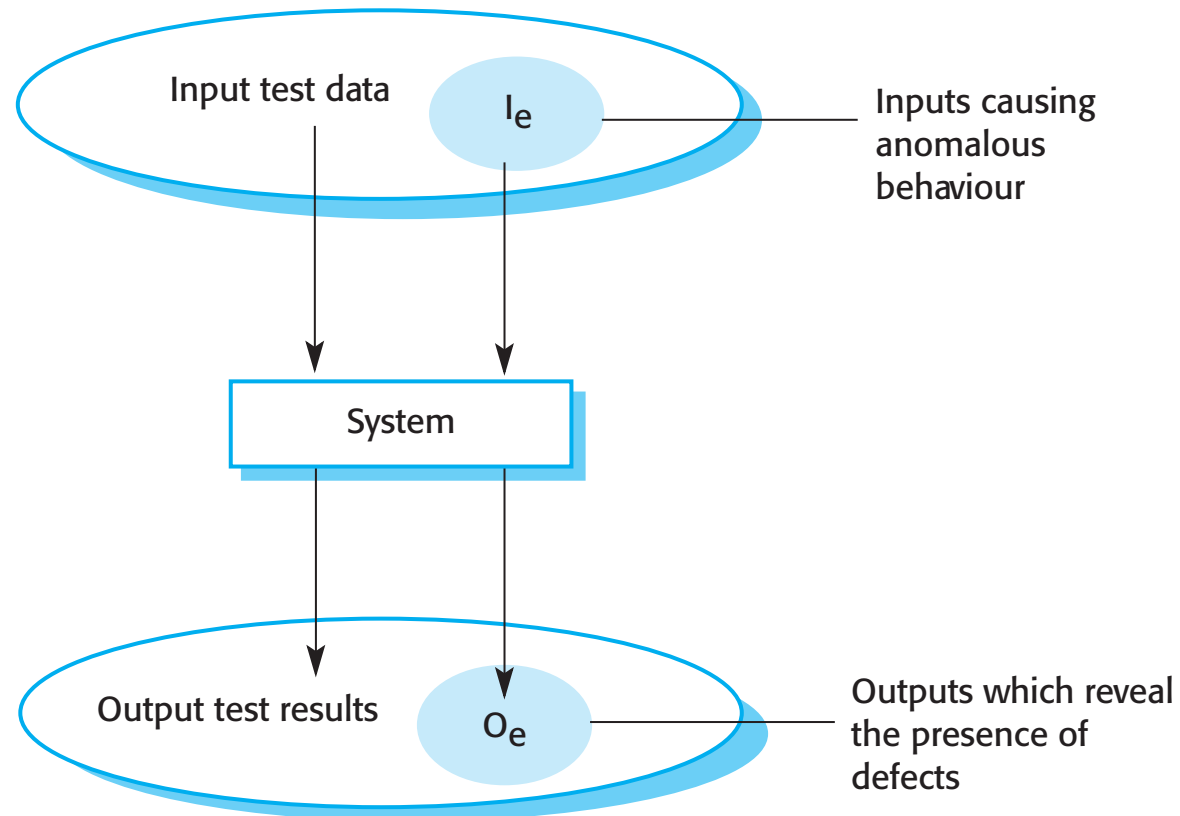 Input test data
Ie
Inputs causing
anomalous
behaviour
System
Output test results
Oe
Outputs which reveal
the presence of
defects